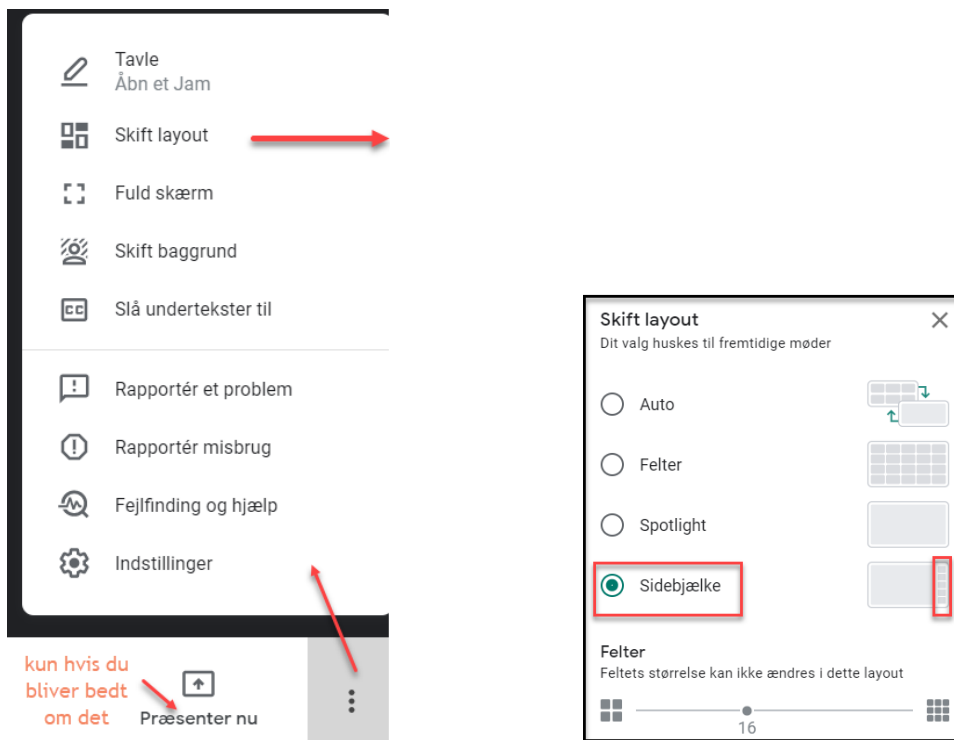 Tavle
Åbn et Jam
Skift layout
Fuld skærm
Skift baggrund
CC
Slå undertekster til
Rapportér et problem
Rapportér misbrug
Fejlfinding og hjælp
Indstillinger
kun hvis du
bliver bedt
om det
Præsenter nu
Skift layout
Dit valg huskes til fremtidige møder
Auto
Felter
Spotlight
Sidebjælke
Felter
Feltets størrelse kan ikke ændres i dette layout
16